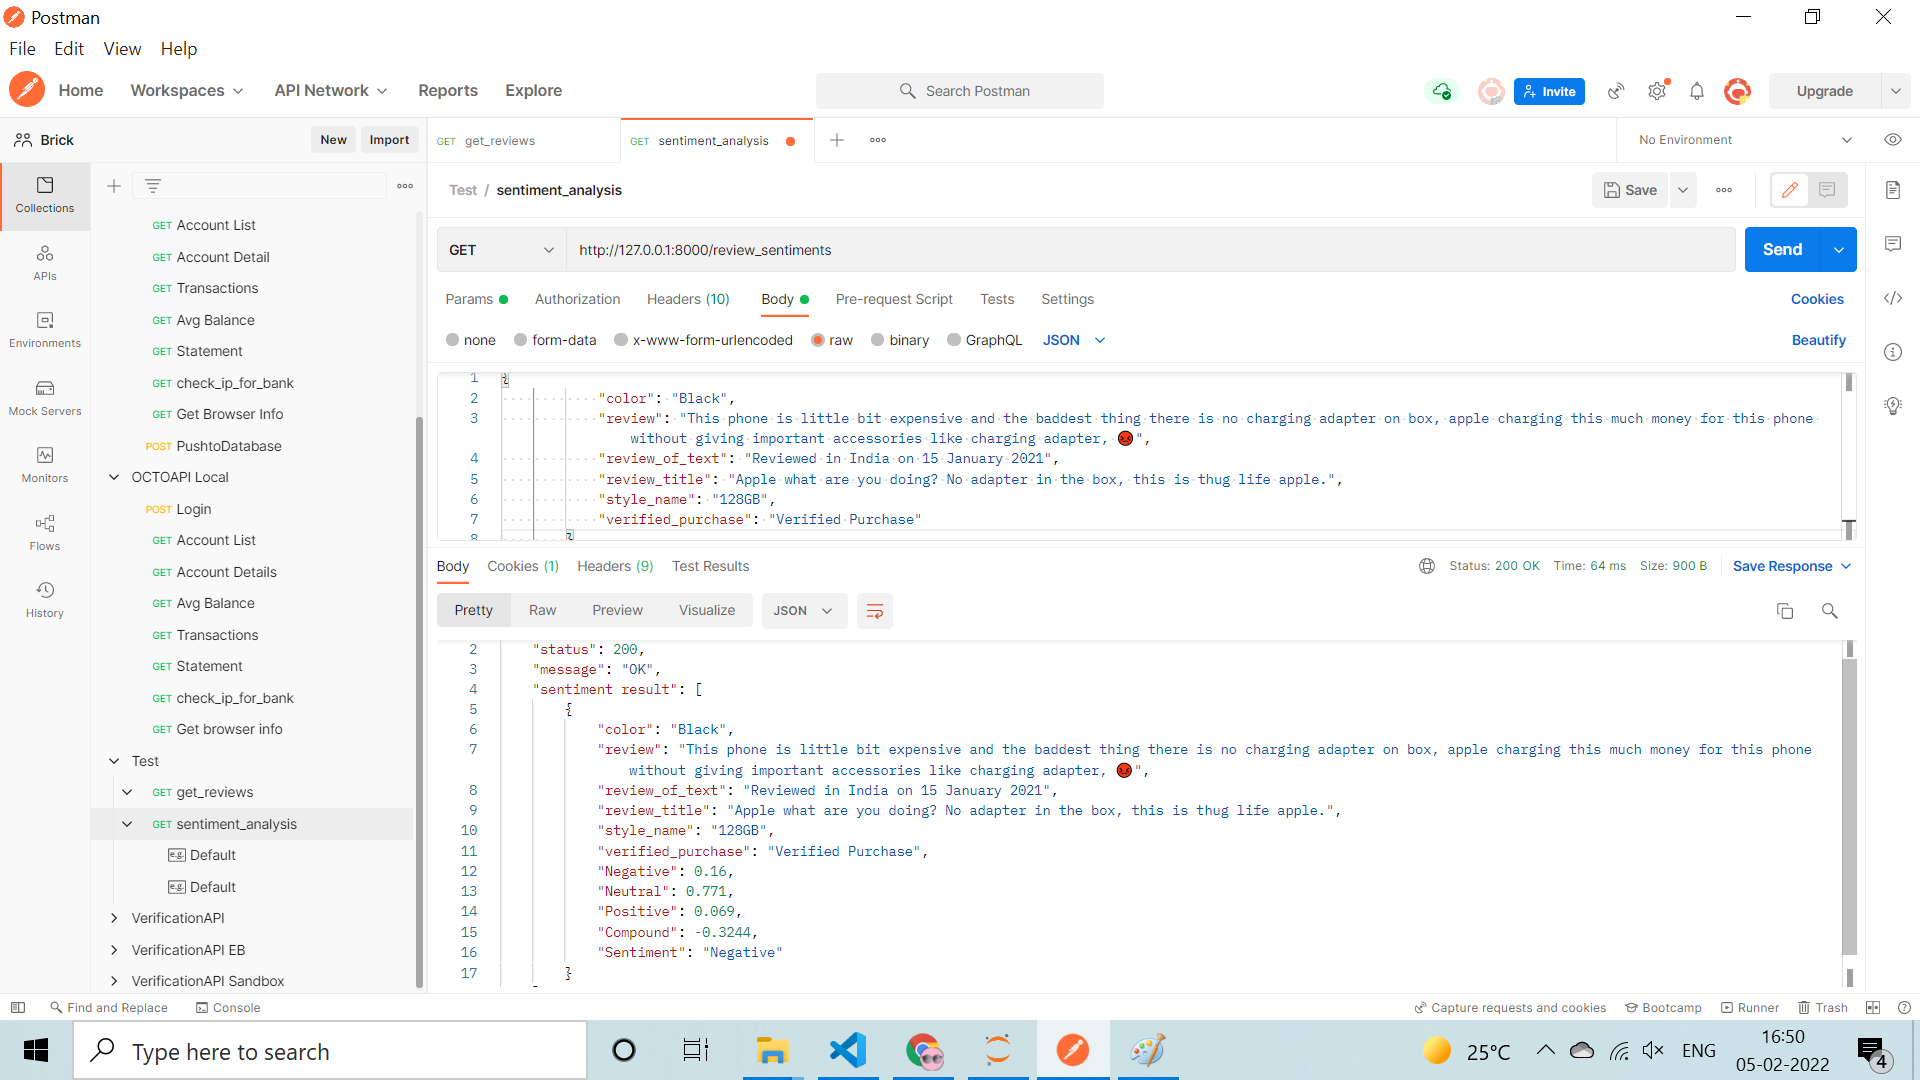 Postman
File Edit View Help
Home Workspaces API Network Reports Explore Search Postman Invite Upgrade
Brick New Import GET get_reviews GET sentiment_analysis No Environment
Collections
APIs
Environments
Mock Servers
Monitors
Flows
History
GET Account List
GET Account Detail
GET Transactions
GET Avg Balance
GET Statement
GET check_ip_for_bank
GET Get Browser Info
POST PushtoDatabase
OCTOAPI Local
POST Login
GET Account List
GET Account Details
GET Avg Balance
GET Transactions
GET Statement
GET check_ip_for_bank
GET Get browser info
Test
GET get_reviews
GET sentiment_analysis
e.g. Default
e.g. Default
VerificationAPI
VerificationAPI EB
VerificationAPI Sandbox
Test / sentiment_analysis Save
GET http://127.0.0.1:8000/review_sentiments Send
Params Authorization Headers (10) Body Pre-request Script Tests Settings Cookies
none form-data x-www-form-urlencoded raw binary GraphQL JSON Beautify
1 {
2 "color": "Black",
3 "review": "This phone is little bit expensive and the baddest thing there is no charging adapter on box, apple charging this much money for this phone
without giving important accessories like charging adapter, 😡",
4 "review_of_text": "Reviewed in India on 15 January 2021",
5 "review_title": "Apple what are you doing? No adapter in the box, this is thug life apple.",
6 "style_name": "128GB",
7 "verified_purchase": "Verified Purchase"
8 }
Body Cookies (1) Headers (9) Test Results Status: 200 OK Time: 64 ms Size: 900 B Save Response
Pretty Raw Preview Visualize JSON
2 "status": 200,
3 "message": "OK",
4 "sentiment result": [
5 {
6 "color": "Black",
7 "review": "This phone is little bit expensive and the baddest thing there is no charging adapter on box, apple charging this much money for this phone
without giving important accessories like charging adapter, 😡",
8 "review_of_text": "Reviewed in India on 15 January 2021",
9 "review_title": "Apple what are you doing? No adapter in the box, this is thug life apple.",
10 "style_name": "128GB",
11 "verified_purchase": "Verified Purchase",
12 "Negative": 0.16,
13 "Neutral": 0.771,
14 "Positive": 0.069,
15 "Compound": -0.3244,
16 "Sentiment": "Negative"
17 }
Find and Replace Console Capture requests and cookies Bootcamp Runner Trash
Type here to search 25°C ENG 16:50
05-02-2022 4